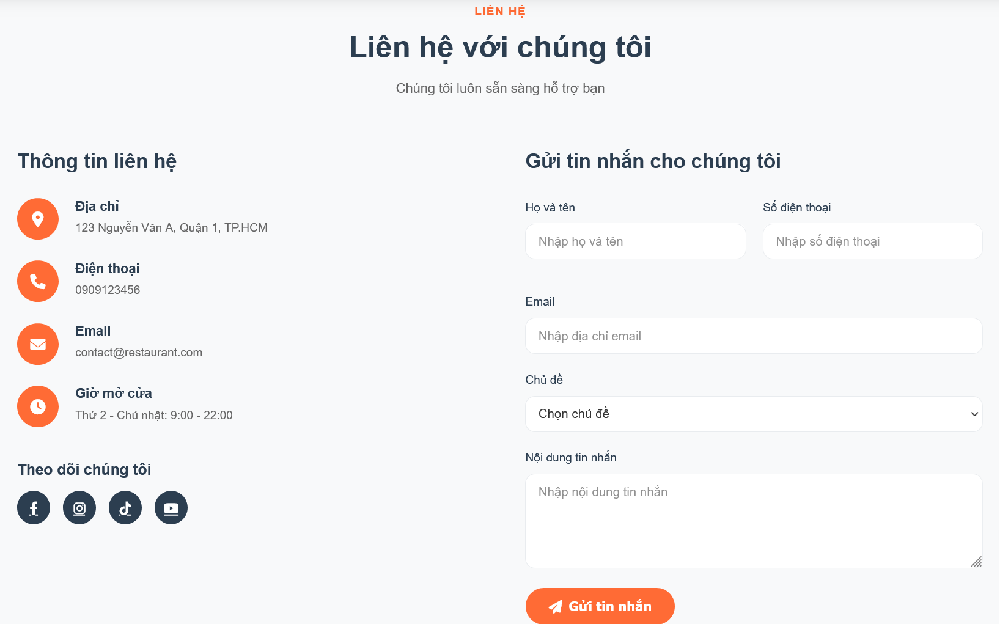 LIÊN HỆ
Liên hệ với chúng tôi
Chúng tôi luôn sẵn sàng hỗ trợ bạn
Thông tin liên hệ
Địa chỉ
123 Nguyễn Văn A, Quận 1, TP.HCM
Điện thoại
0909123456
Email
contact@restaurant.com
Giờ mở cửa
Thứ 2 - Chủ nhật: 9:00 - 22:00
Theo dõi chúng tôi
Gửi tin nhắn cho chúng tôi
Họ và tên
Nhập họ và tên
Số điện thoại
Nhập số điện thoại
Email
Nhập địa chỉ email
Chủ đề
Chọn chủ đề
Nội dung tin nhắn
Nhập nội dung tin nhắn
Gửi tin nhắn